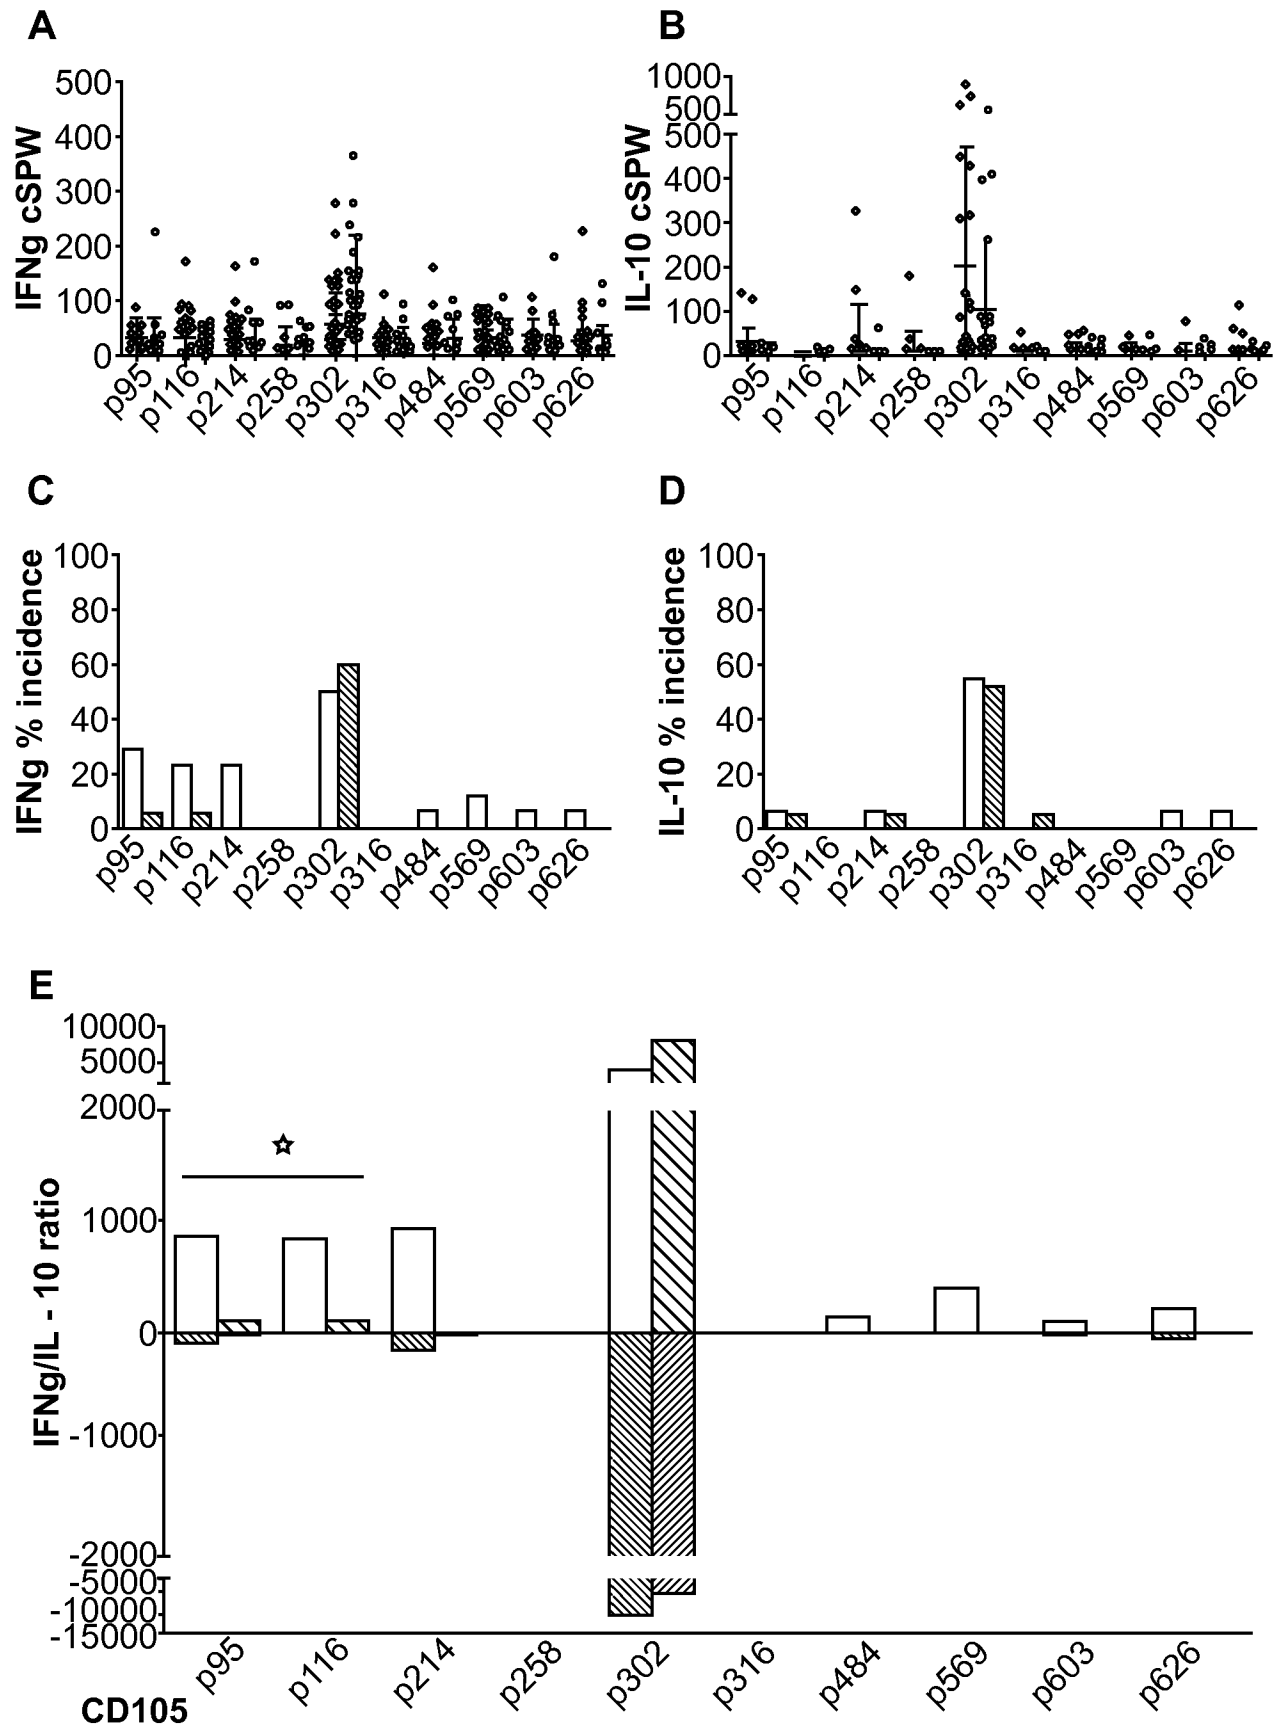 A
IFNg cSPW
500
400
300
200
100
0
p95
p116
p214
p258
p302
p316
p484
p569
p603
p626
B
IL-10 cSPW
1000
500
500
400
300
200
100
0
p95
p116
p214
p258
p302
p316
p484
p569
p603
p626
C
IFNg % incidence
100
80
60
40
20
0
p95
p116
p214
p258
p302
p316
p484
p569
p603
p626
D
IL-10 % incidence
100
80
60
40
20
0
p95
p116
p214
p258
p302
p316
p484
p569
p603
p626
E
IFNg/IL - 10 ratio
10000
5000
2000
1000
0
-1000
-2000
-5000
-10000
-15000
p95
p116
p214
p258
p302
p316
p484
p569
p603
p626
CD105